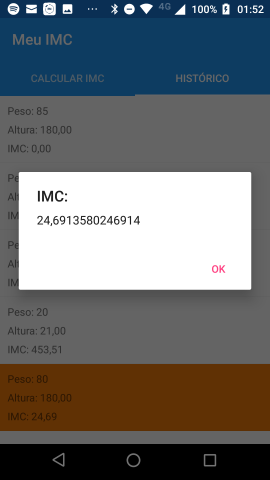 4G 100% 01:52
Meu IMC
CALCULAR IMC HISTÓRICO
Peso: 85
Altura: 180,00
IMC: 0,00
Pe
Al
IM
IMC:
24,6913580246914
OK
Pe
Al
IM
Peso: 20
Altura: 21,00
IMC: 453,51
Peso: 80
Altura: 180,00
IMC: 24,69